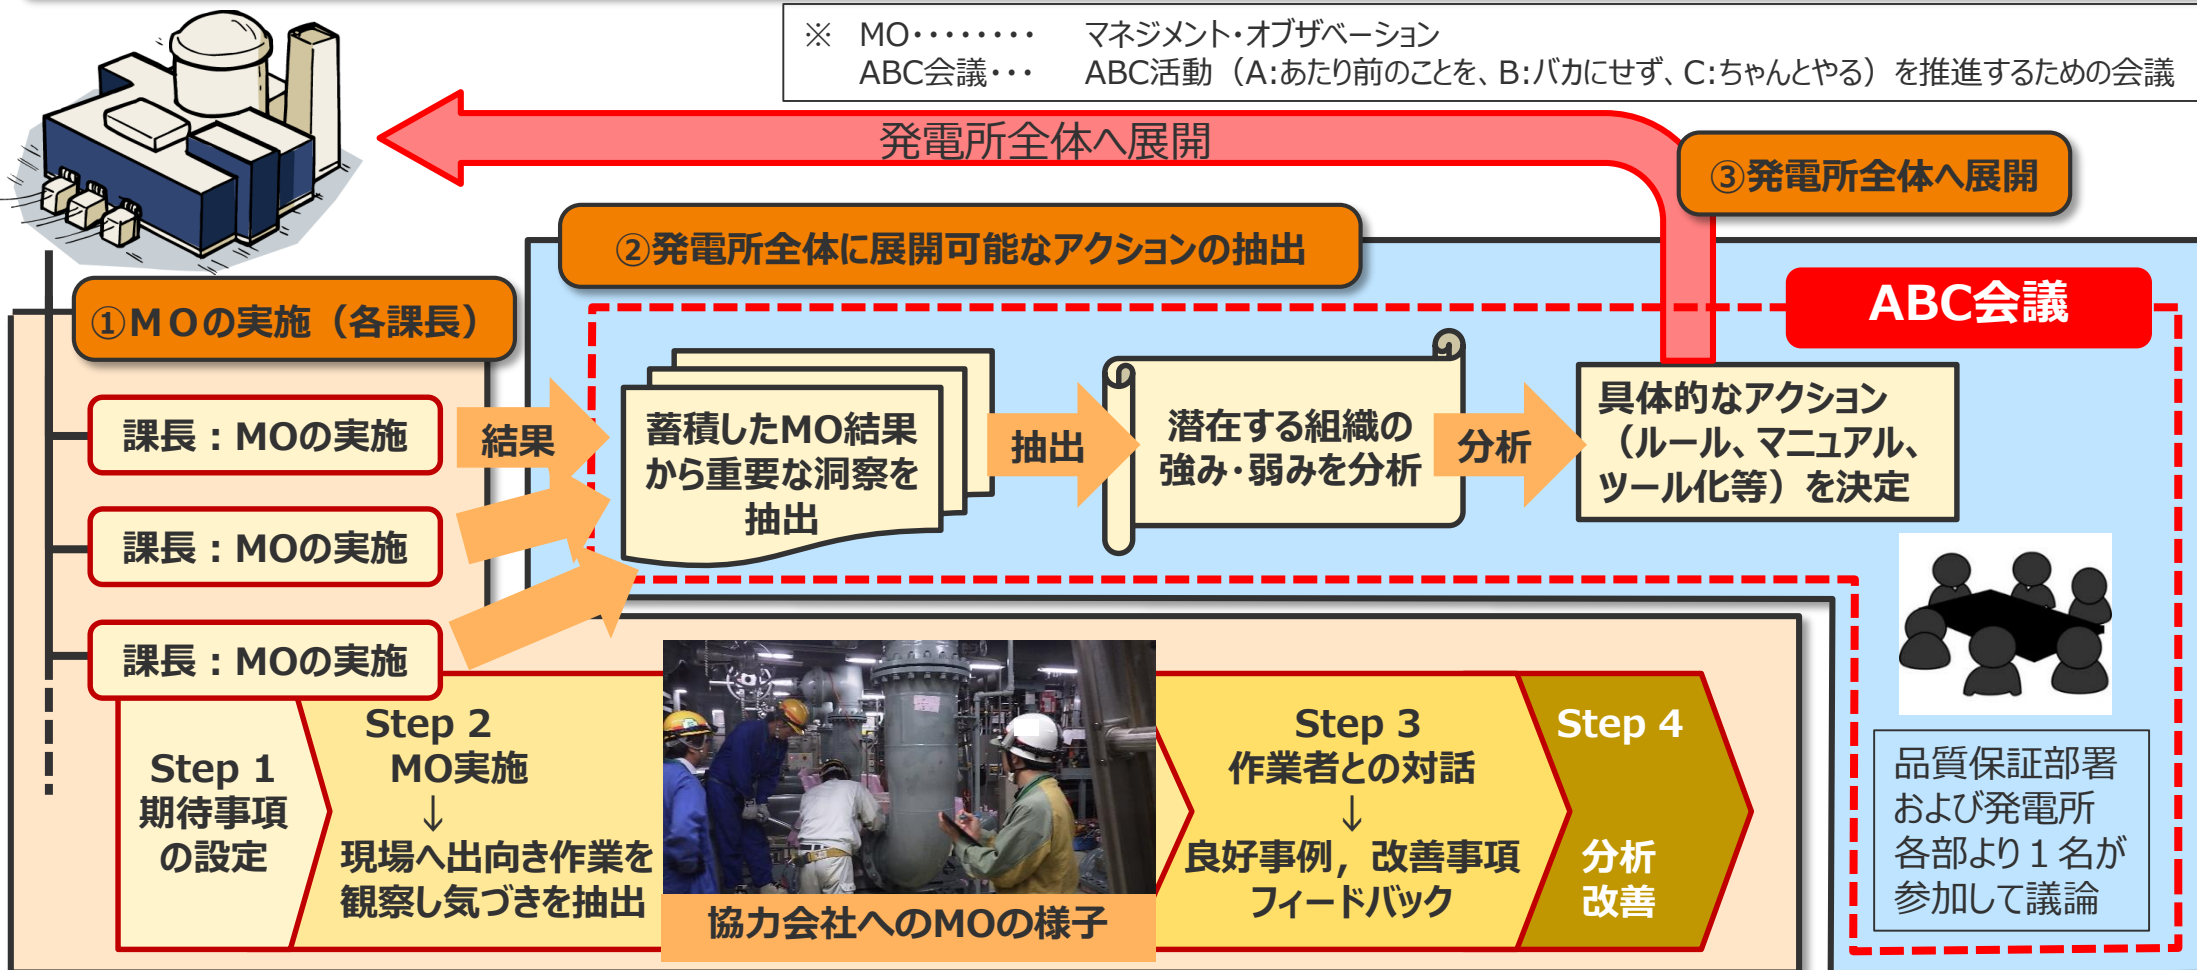 ※ MO‥‥‥‥ マネジメント・オブザベーション
ABC会議‥・ ABC活動（A:あたり前のことを、B:バカにせず、C:ちゃんとやる）を推進するための会議
発電所全体へ展開
③発電所全体へ展開
②発電所全体に展開可能なアクションの抽出
①ＭＯの実施（各課長）
ABC会議
課長：MOの実施
課長：MOの実施
課長：MOの実施
結果
蓄積したMO結果
から重要な洞察を
抽出
抽出
潜在する組織の
強み・弱みを分析
分析
具体的なアクション
（ルール、マニュアル、
ツール化等）を決定
Step 1
期待事項
の設定
Step 2
MO実施
↓
現場へ出向き作業を
観察し気づきを抽出
協力会社へのMOの様子
Step 3
作業者との対話
↓
良好事例，改善事項
フィードバック
Step 4
分析
改善
品質保証部署
および発電所
各部より１名が
参加して議論